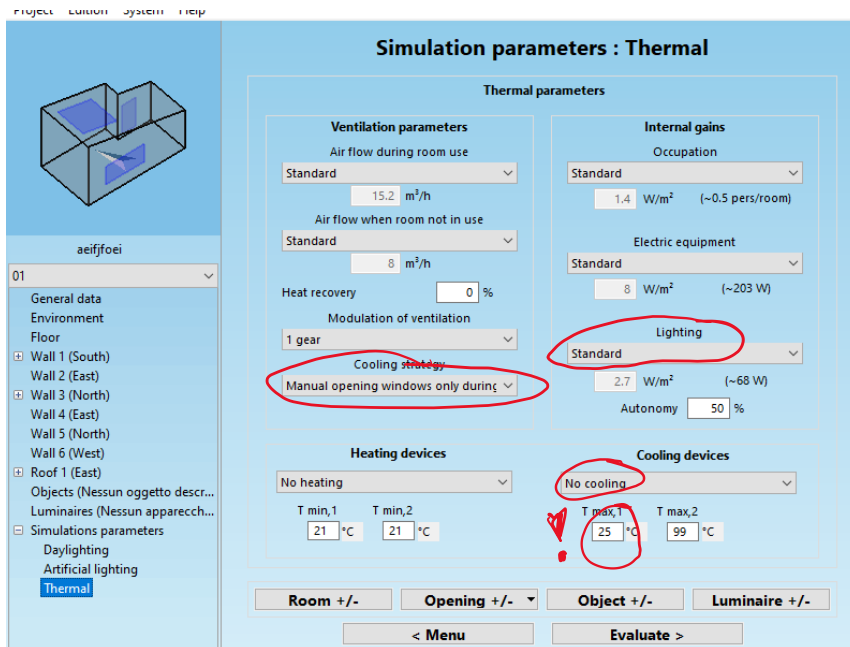 Project Edition System Help
Simulation parameters : Thermal
Thermal parameters
Ventilation parameters
Air flow during room use
Standard
15.2 m³/h
Air flow when room not in use
Standard
8 m³/h
Heat recovery 0 %
Modulation of ventilation
1 gear
Cooling strategy
Manual opening windows only during
Internal gains
Occupation
Standard
1.4 W/m² (~0.5 pers/room)
Electric equipment
Standard
8 W/m² (~203 W)
Lighting
Standard
2.7 W/m² (~68 W)
Autonomy 50 %
Heating devices
No heating
T min,1 T min,2
21 °C 21 °C
Cooling devices
No cooling
T max,1 T max,2
25 °C 99 °C
!
aeifjfoei
01
General data
Environment
Floor
Wall 1 (South)
Wall 2 (East)
Wall 3 (North)
Wall 4 (East)
Wall 5 (North)
Wall 6 (West)
Roof 1 (East)
Objects (Nessun oggetto descr...
Luminaires (Nessun apparecch...
Simulations parameters
Daylighting
Artificial lighting
Thermal
Room +/- Opening +/- Object +/- Luminaire +/-
< Menu Evaluate >